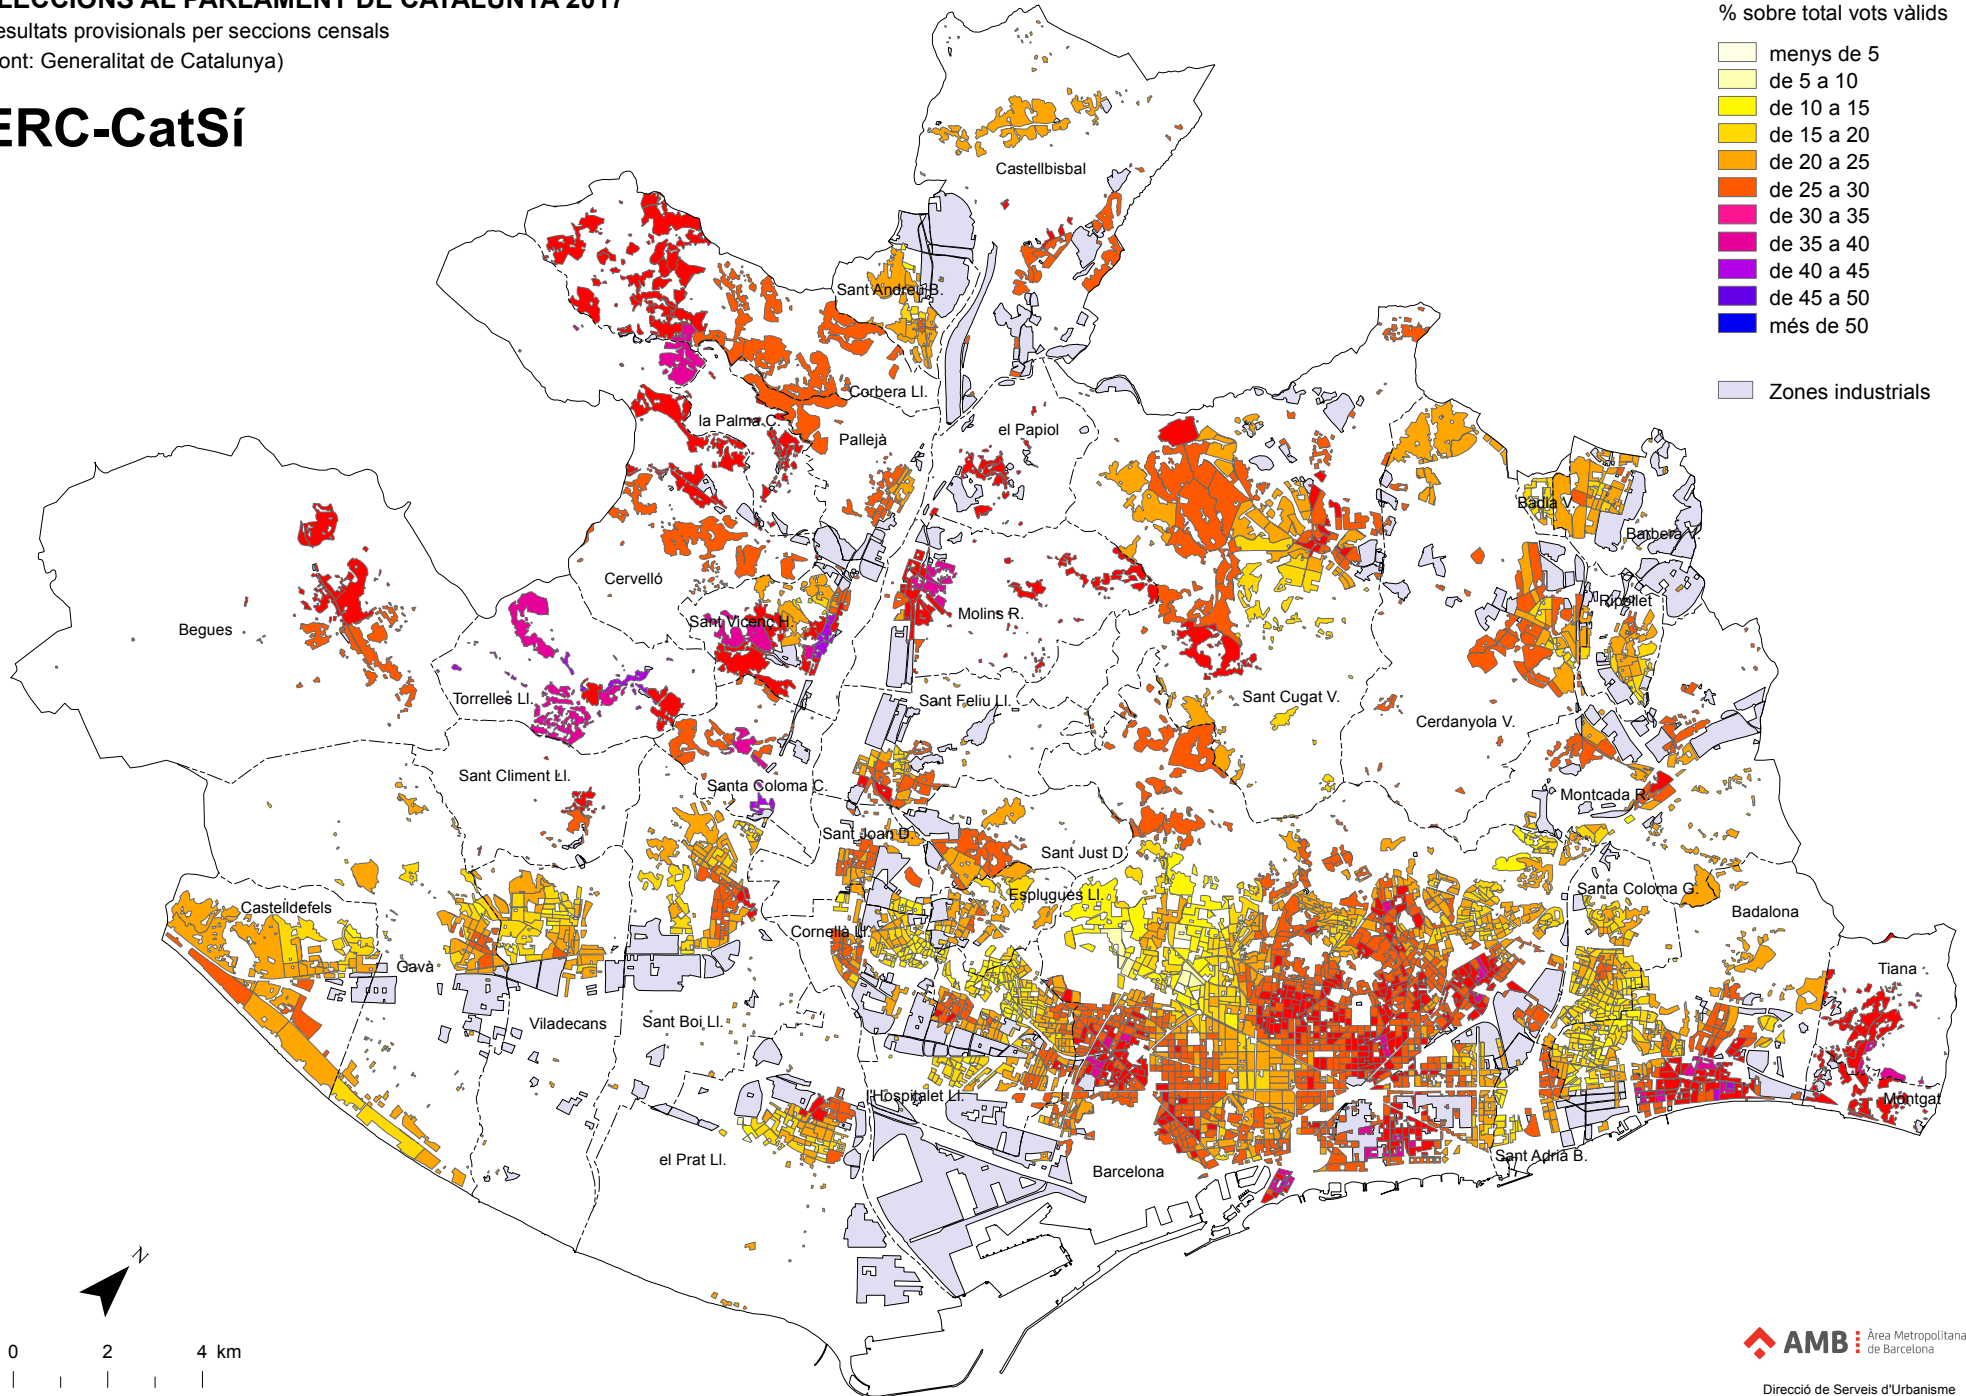 LECCIONS AL PARLAMENT DE CATALUNYA 2017
esultats provisionals per seccions censals
ont: Generalitat de Catalunya)
ERC-CatSí
% sobre total vots vàlids
menys de 5
de 5 a 10
de 10 a 15
de 15 a 20
de 20 a 25
de 25 a 30
de 30 a 35
de 35 a 40
de 40 a 45
de 45 a 50
més de 50
Zones industrials
Castellbisbal
Sant Andreu B.
Corbera Ll.
la Palma C.
Pallejà
el Papiol
Badia V.
Barberà V.
Cervelló
Ripollet
Begues
Sant Vicenç H.
Molins R.
Torrelles Ll.
Sant Feliu Ll.
Sant Cugat V.
Cerdanyola V.
Sant Climent Ll.
Santa Coloma C.
Montcada R.
Sant Joan D.
Sant Just D.
Esplugues Ll.
Santa Coloma G.
Castelldefels
Badalona
Cornellà Ll.
Gavà
Tiana
Viladecans
Sant Boi Ll.
l'Hospitalet Ll.
Montgat
el Prat Ll.
Barcelona
Sant Adrià B.
N
0 2 4 km
AMB Àrea Metropolitana
de Barcelona
Direcció de Serveis d'Urbanisme